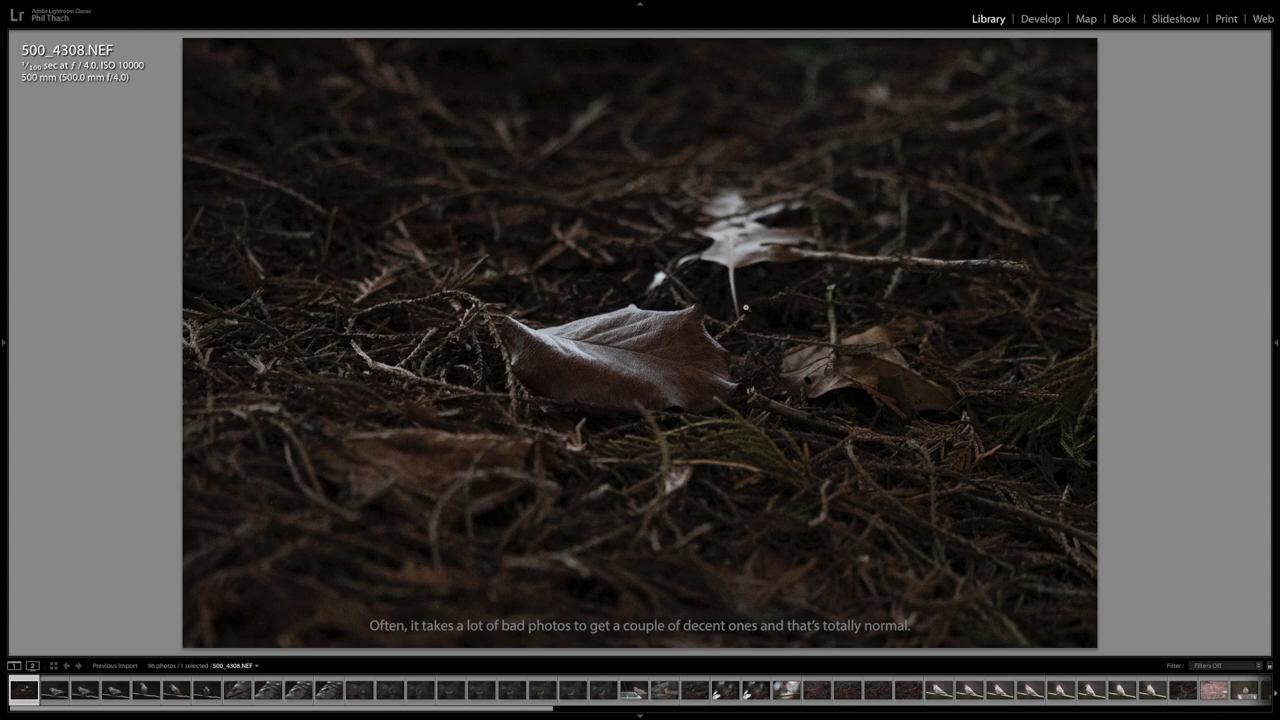 Lr
Adobe Lightroom Classic
Phil Thach
Library | Develop | Map | Book | Slideshow | Print | Web
500_4308.NEF
1/160 sec at ƒ / 4.0, ISO 10000
500 mm (500.0 mm f/4.0)
Often, it takes a lot of bad photos to get a couple of decent ones and that's totally normal.
1 2 Previous Import 96 photos / 1 selected / 500_4308.NEF Filter : Filters Off